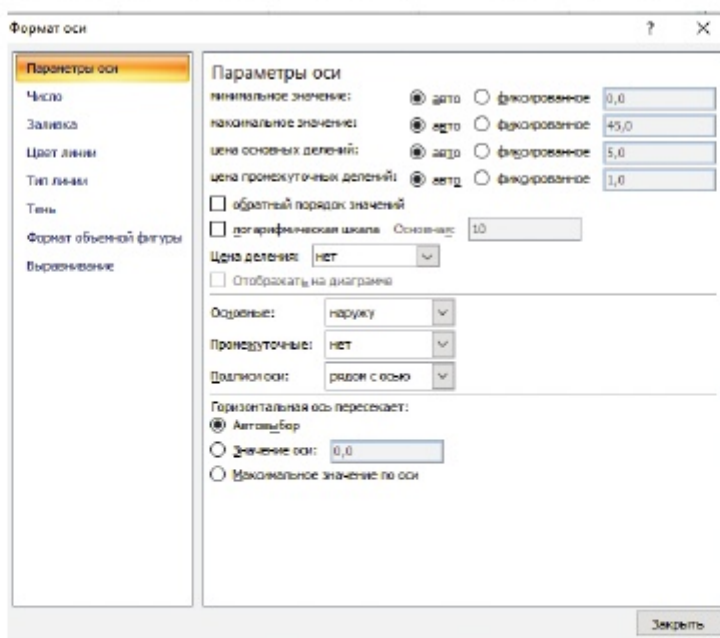 Формат оси
?
Параметры оси
Число
Заливка
Цвет линии
Тип линии
Тень
Формат объемной фигуры
Выравнивание
Параметры оси
минимальное значение: авто фиксированное 0,0
максимальное значение: авто фиксированное 45,0
цена основных делений: авто фиксированное 5,0
цена промежуточных делений: авто фиксированное 1,0
обратный порядок значений
логарифмическая шкала Основная: 10
Цена деления: нет
Отображать на диаграмме
Основные: наружу
Промежуточные: нет
Подписи оси: рядом с осью
Горизонтальная ось пересекает:
Автовыбор
Значение оси: 0,0
Максимальное значение по оси
Закрыть